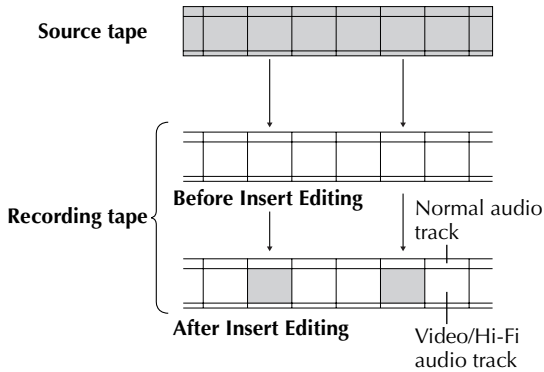 Source tape
Before Insert Editing
Recording tape
Normal audio
track
After Insert Editing
Video/Hi-Fi
audio track